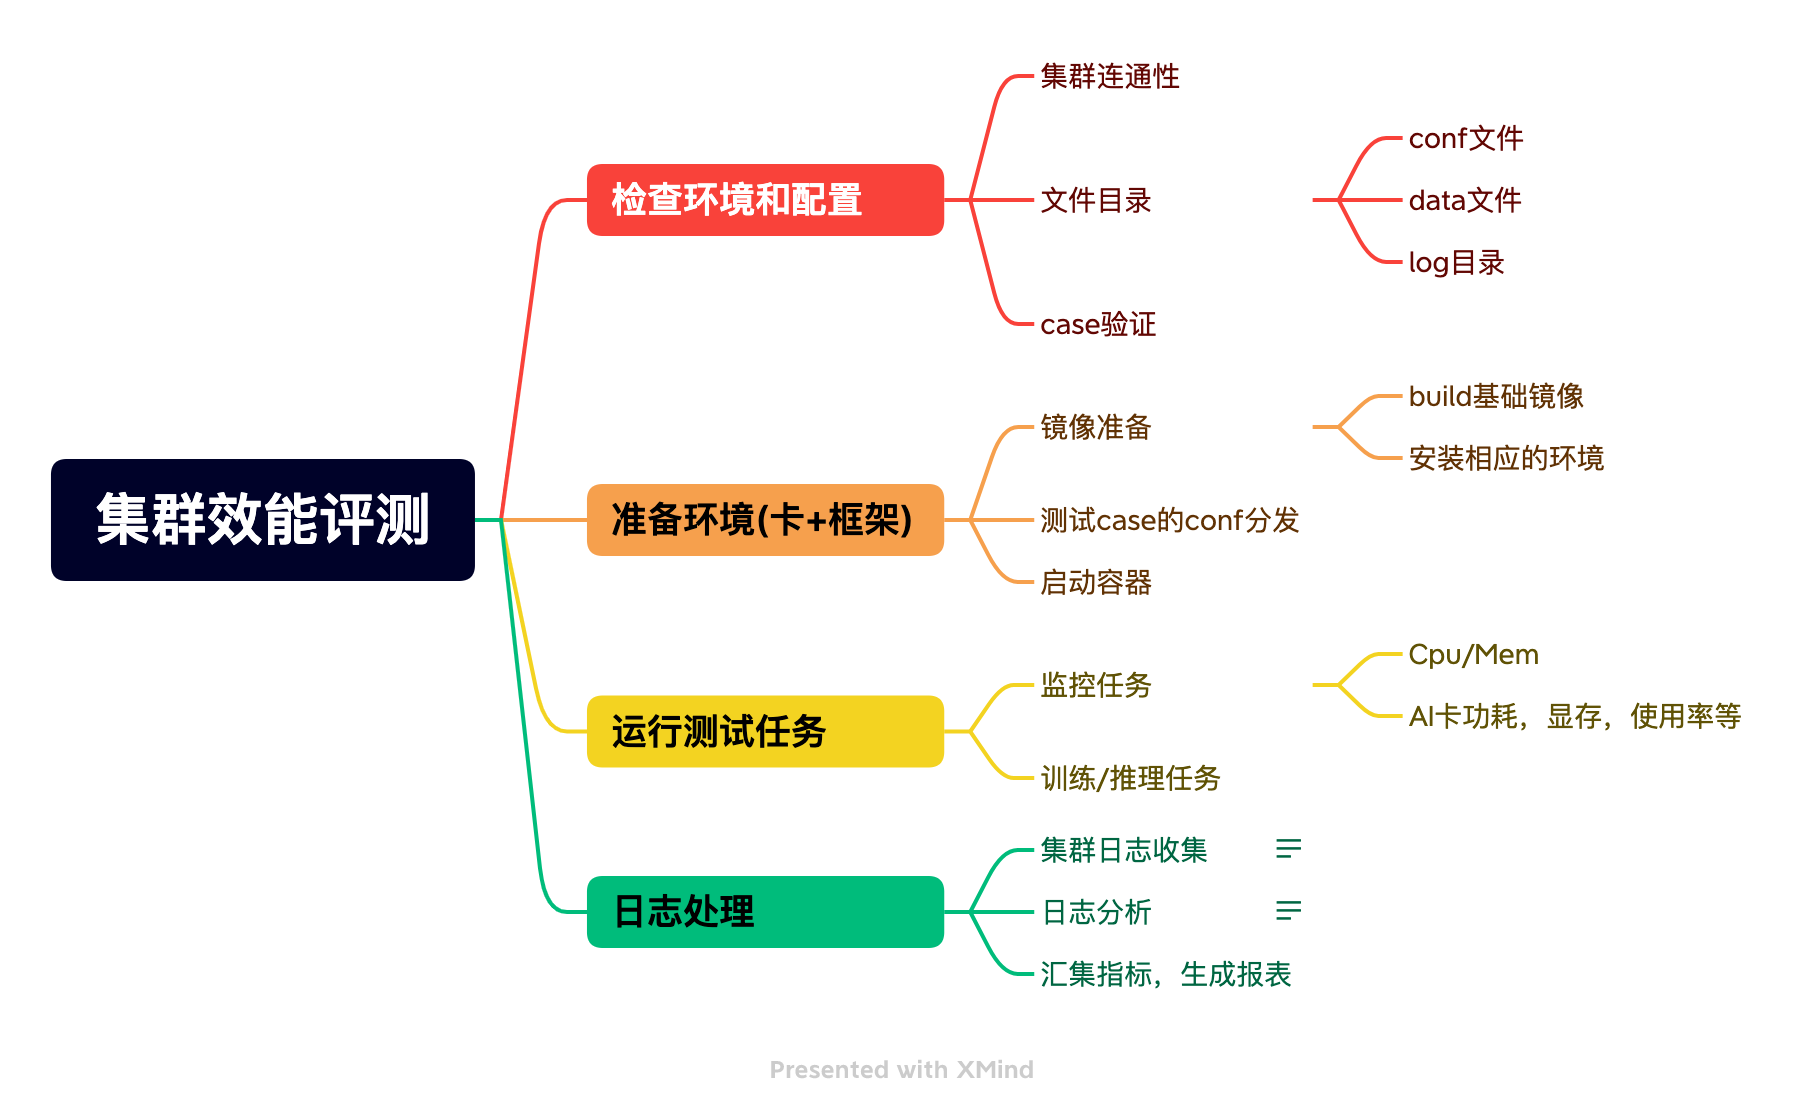 集群效能评测
检查环境和配置
集群连通性
文件目录
conf文件
data文件
log目录
case验证
准备环境(卡+框架)
镜像准备
build基础镜像
安装相应的环境
测试case的conf分发
启动容器
运行测试任务
监控任务
Cpu/Mem
AI卡功耗，显存，使用率等
训练/推理任务
日志处理
集群日志收集
日志分析
汇集指标，生成报表
Presented with XMind